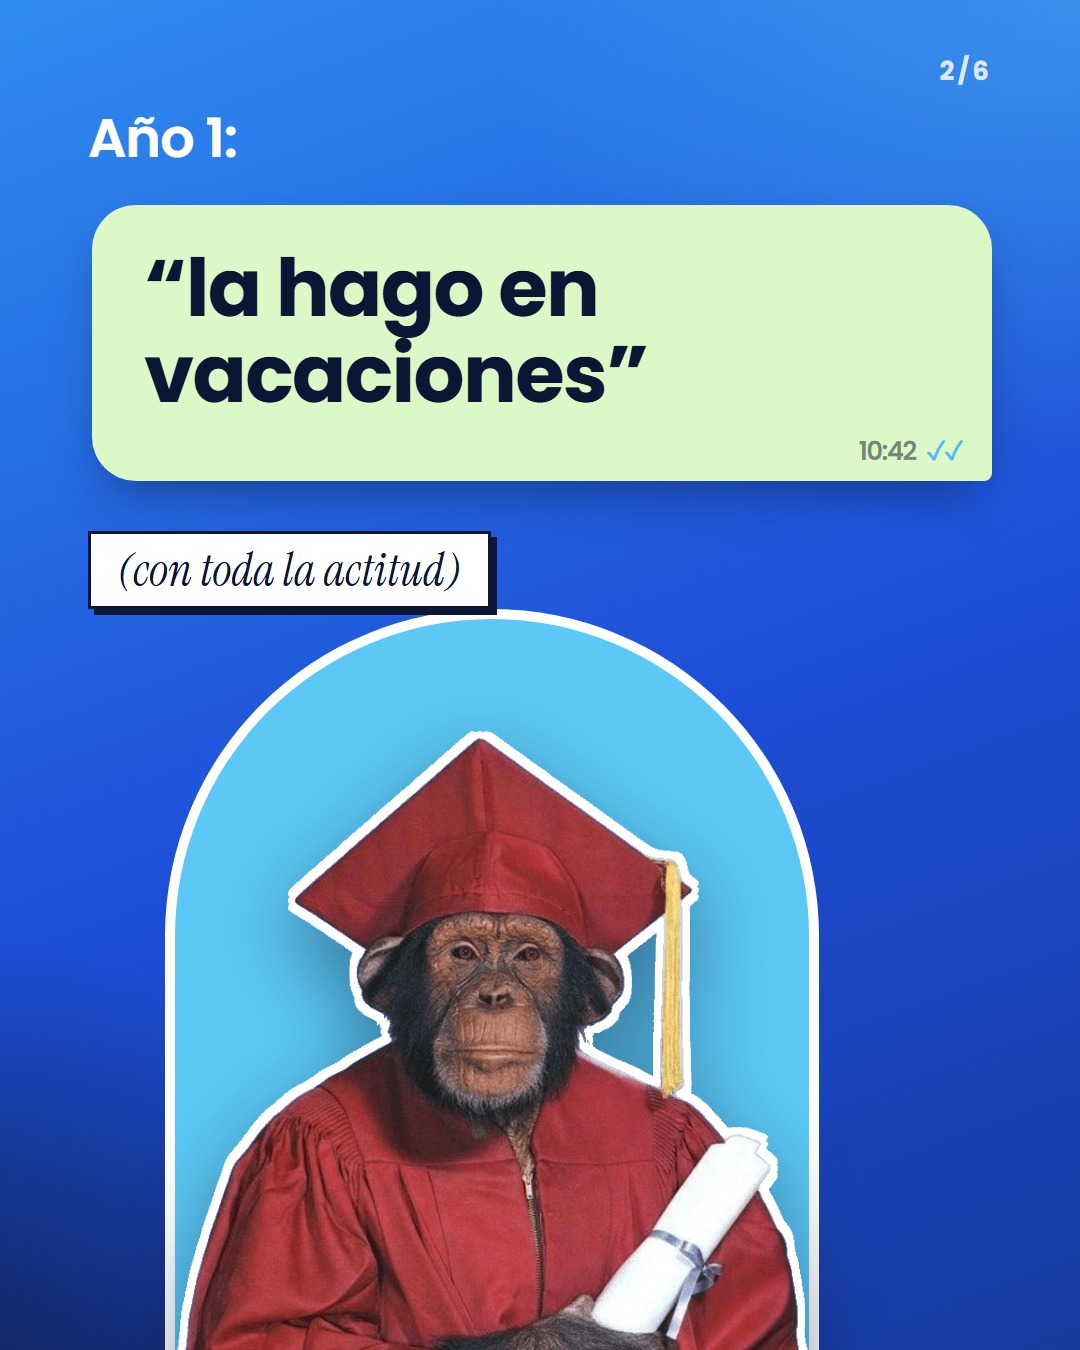 2/6
Año 1:
“la hago en
vacaciones”
10:42 ✓✓
(con toda la actitud)